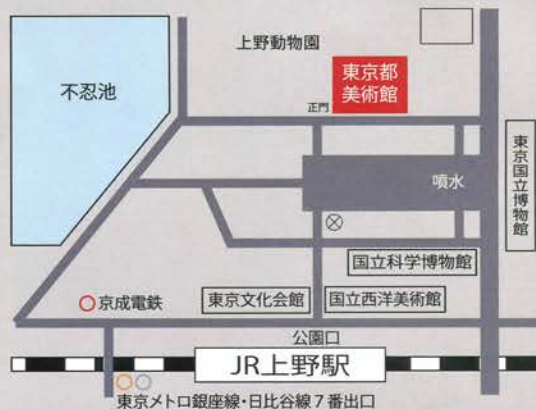 上野動物園
東京都
美術館
不忍池
正門
噴水
東京国立博物館
国立科学博物館
京成電鉄
東京文化会館
国立西洋美術館
公園口
JR上野駅
東京メトロ銀座線・日比谷線7番出口